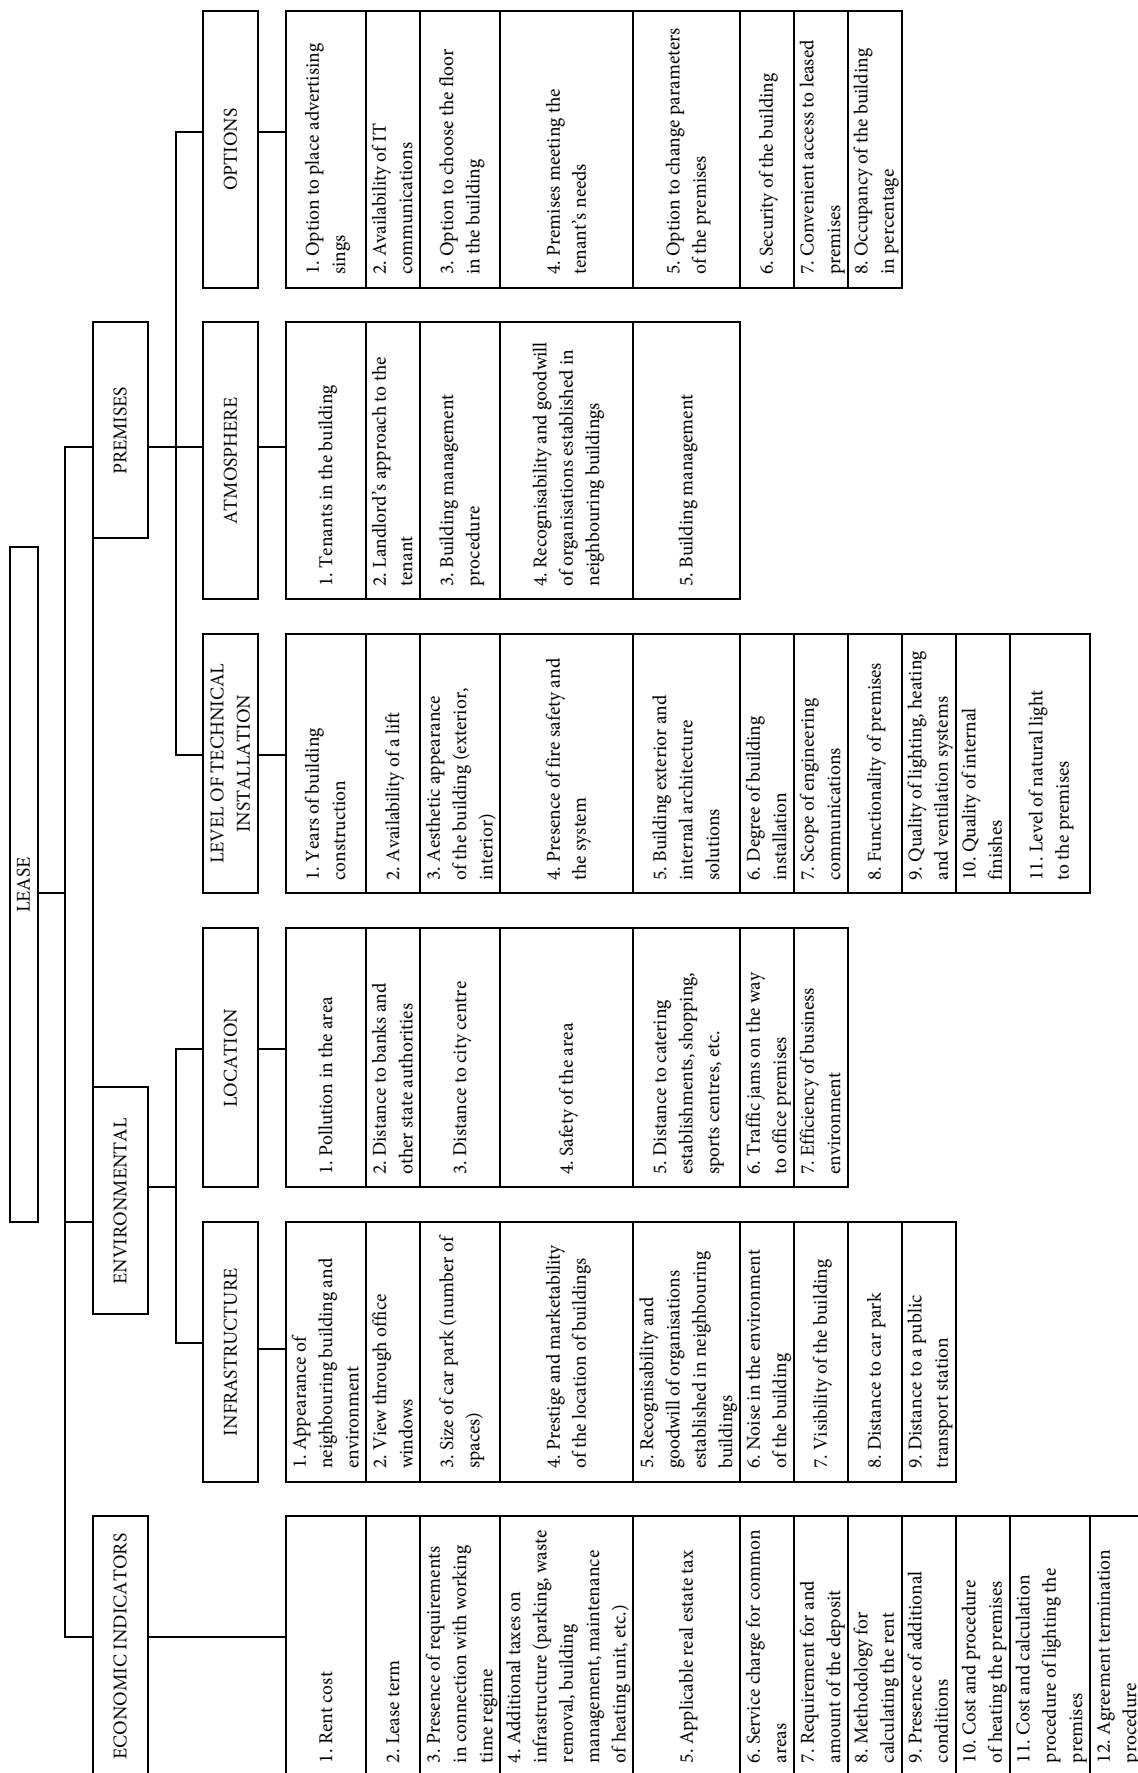 LEASE
ECONOMIC INDICATORS
ENVIRONMENTAL
PREMISES
INFRASTRUCTURE
LOCATION
LEVEL OF TECHNICAL
INSTALLATION
ATMOSPHERE
OPTIONS
1. Rent cost
2. Lease term
3. Presence of requirements
in connection with working
time regime
4. Additional taxes on
infrastructure (parking, waste
removal, building
management, maintenance
of heating unit, etc.)
5. Applicable real estate tax
6. Service charge for common
areas
7. Requirement for and
amount of the deposit
8. Methodology for
calculating the rent
9. Presence of additional
conditions
10. Cost and procedure
of heating the premises
11. Cost and calculation
procedure of lighting the
premises
12. Agreement termination
procedure
1. Appearance of
neighbouring building and
environment
2. View through office
windows
3. Size of car park (number of
spaces)
4. Prestige and marketability
of the location of buildings
5. Recognisability and
goodwill of organisations
established in neighbouring
buildings
6. Noise in the environment
of the building
7. Visibility of the building
8. Distance to car park
9. Distance to a public
transport station
1. Pollution in the area
2. Distance to banks and
other state authorities
3. Distance to city centre
4. Safety of the area
5. Distance to catering
establishments, shopping,
sports centres, etc.
6. Traffic jams on the way
to office premises
7. Efficiency of business
environment
1. Years of building
construction
2. Availability of a lift
3. Aesthetic appearance
of the building (exterior,
interior)
4. Presence of fire safety and
the system
5. Building exterior and
internal architecture
solutions
6. Degree of building
installation
7. Scope of engineering
communications
8. Functionality of premises
9. Quality of lighting, heating
and ventilation systems
10. Quality of internal
finishes
11. Level of natural light
to the premises
1. Tenants in the building
2. Landlord's approach to the
tenant
3. Building management
procedure
4. Recognisability and goodwill
of organisations established in
neighbouring buildings
5. Building management
1. Option to place advertising
sings
2. Availability of IT
communications
3. Option to choose the floor
in the building
4. Premises meeting the
tenant's needs
5. Option to change parameters
of the premises
6. Security of the building
7. Convenient access to leased
premises
8. Occupancy of the building
in percentage